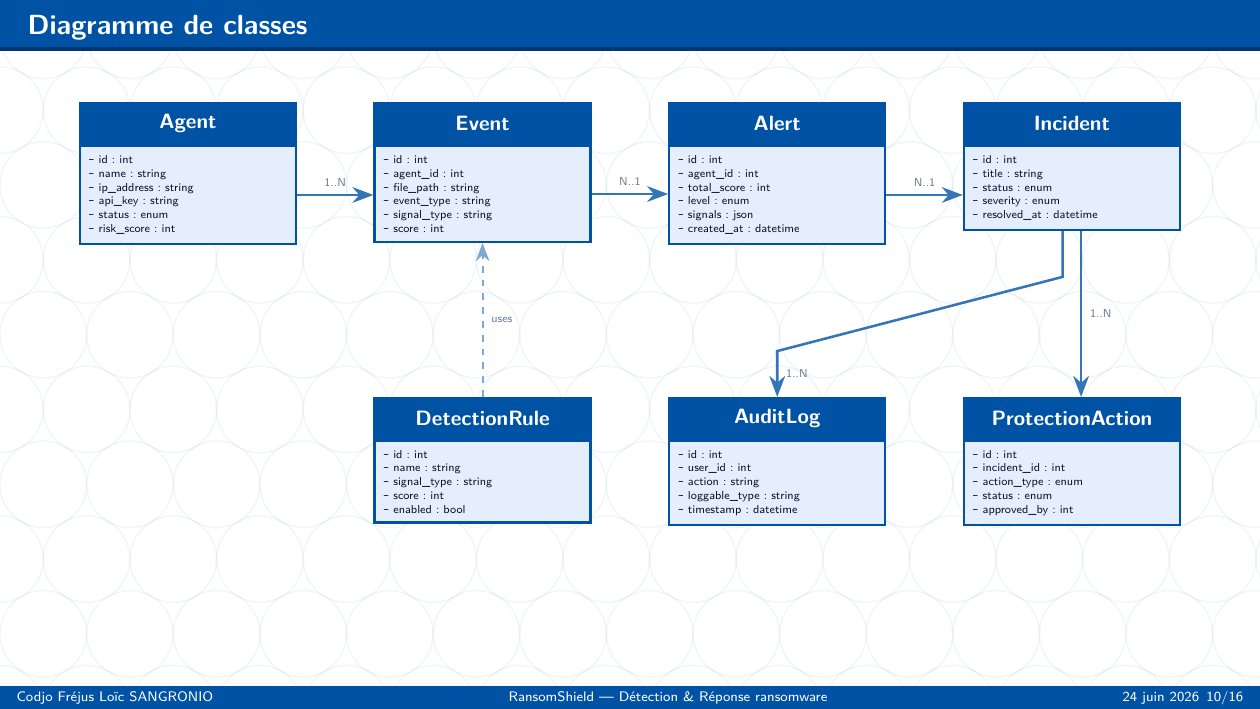 Diagramme de classes
Agent
- id : int
- name : string
- ip_address : string
- api_key : string
- status : enum
- risk_score : int
1..N
Event
- id : int
- agent_id : int
- file_path : string
- event_type : string
- signal_type : string
- score : int
N..1
Alert
- id : int
- agent_id : int
- total_score : int
- level : enum
- signals : json
- created_at : datetime
N..1
Incident
- id : int
- title : string
- status : enum
- severity : enum
- resolved_at : datetime
uses
1..N
1..N
DetectionRule
- id : int
- name : string
- signal_type : string
- score : int
- enabled : bool
AuditLog
- id : int
- user_id : int
- action : string
- loggable_type : string
- timestamp : datetime
ProtectionAction
- id : int
- incident_id : int
- action_type : enum
- status : enum
- approved_by : int
Codjo Fréjus Loïc SANGRONIO
RansomShield — Détection & Réponse ransomware
24 juin 2026 10/16